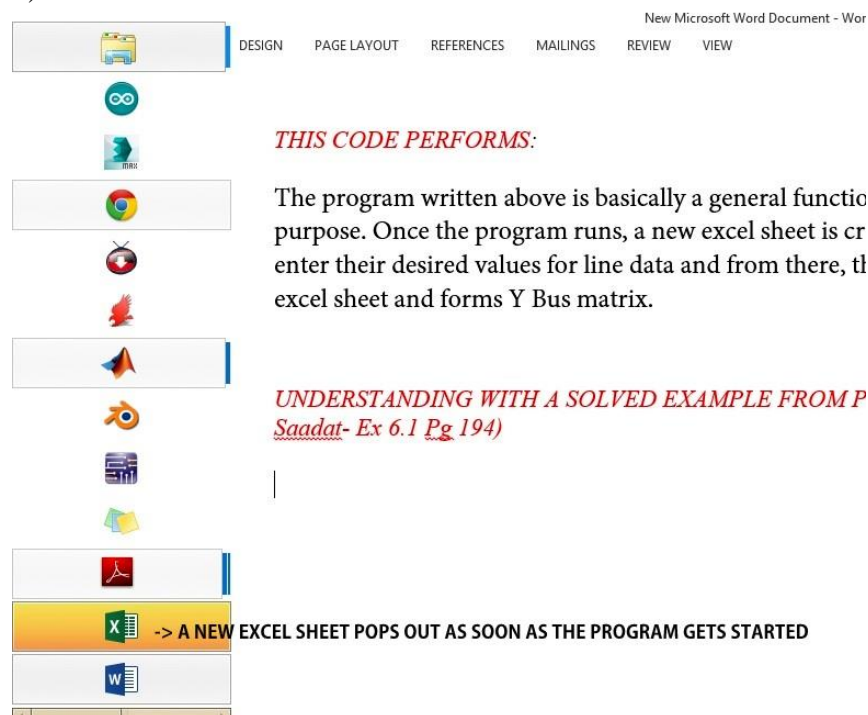 New Microsoft Word Document - Wor
DESIGN PAGE LAYOUT REFERENCES MAILINGS REVIEW VIEW
MAX
THIS CODE PERFORMS:
The program written above is basically a general functio
purpose. Once the program runs, a new excel sheet is cr
enter their desired values for line data and from there, th
excel sheet and forms Y Bus matrix.
UNDERSTANDING WITH A SOLVED EXAMPLE FROM P
Saadat- Ex 6.1 Pg 194)
-> A NEW EXCEL SHEET POPS OUT AS SOON AS THE PROGRAM GETS STARTED